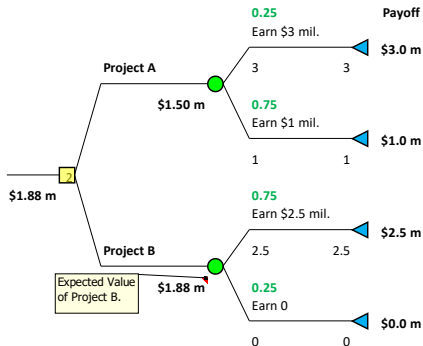 0.25
Payoff
Earn $3 mil.
Project A
3
3
$3.0 m
$1.50 m
0.75
Earn $1 mil.
1
1
$1.0 m
2
$1.88 m
0.75
Earn $2.5 mil.
Project B
2.5
2.5
$2.5 m
Expected Value
of Project B.
$1.88 m
0.25
Earn 0
0
0
$0.0 m